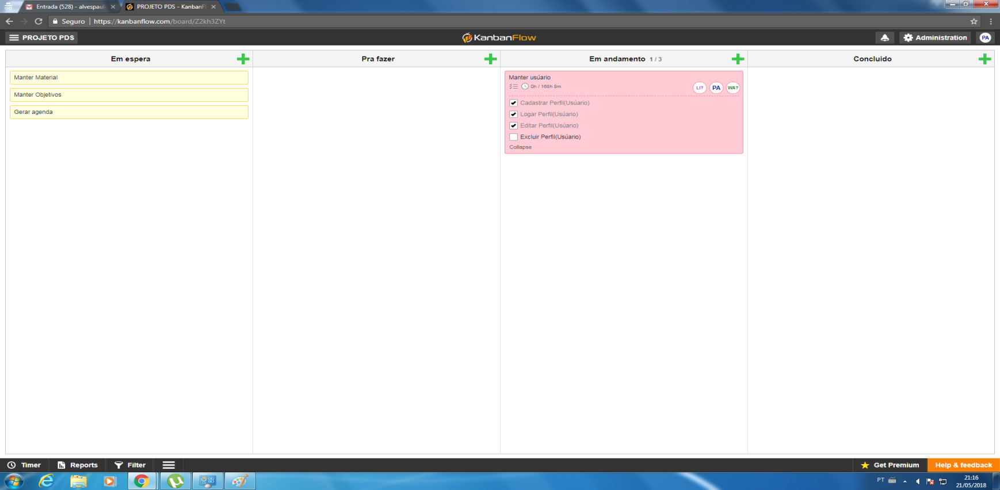 Entrada (528) - alvespaul
PROJETO PDS - KanbanFl
Seguro | https://kanbanflow.com/board/Z2kh3ZYt
PROJETO PDS
KanbanFlow
Administration
PA
Em espera
Pra fazer
Em andamento 1 / 3
Concluido
Manter Material
Manter Objetivos
Gerar agenda
Manter usúario
0h / 168h 8m
LI?
PA
WA?
Cadastrar Perfil(Usúario)
Logar Perfil(Usúario)
Editar Perfil(Usúario)
Excluir Perfil(Usúario)
Collapse
Timer
Reports
Filter
Get Premium
Help & feedback
PT
21:16
21/05/2018